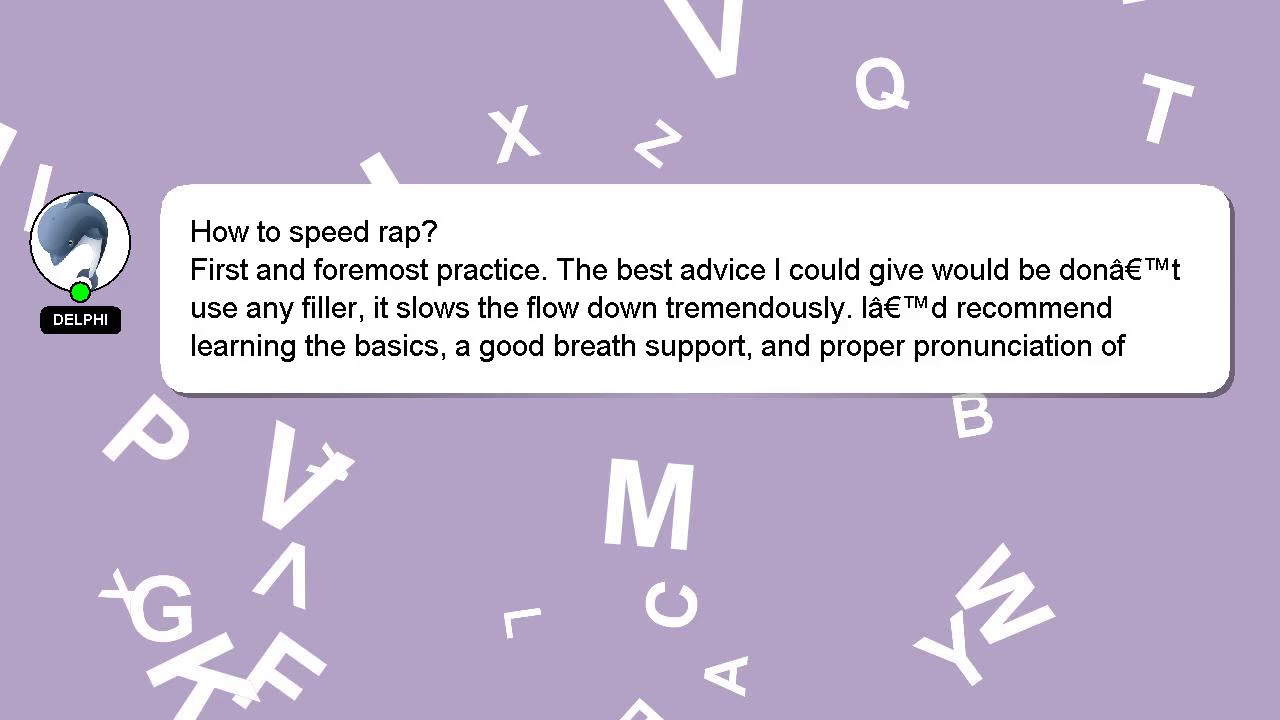 How to speed rap?
First and foremost practice. The best advice I could give would be donâ€™t
use any filler, it slows the flow down tremendously. Iâ€™d recommend
learning the basics, a good breath support, and proper pronunciation of
DELPHI
V
Q
T
X
Z
B
P
V
M
G
K
F
L
C
A
W
Y